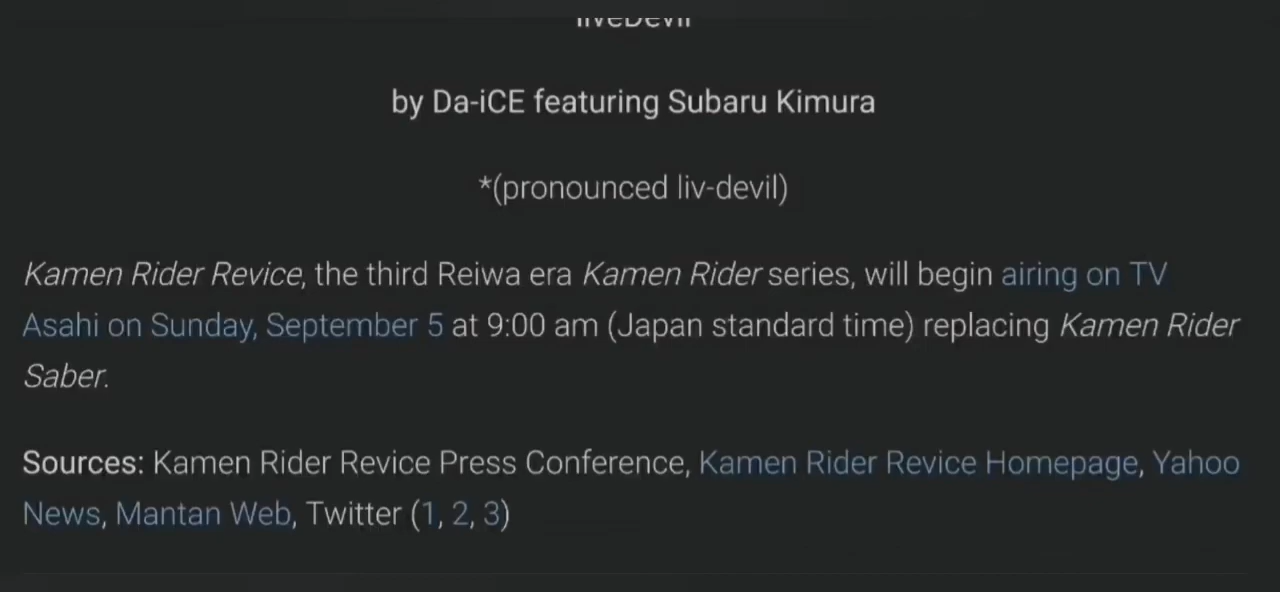 liveDevil
by Da-iCE featuring Subaru Kimura
*(pronounced liv-devil)
Kamen Rider Revice, the third Reiwa era Kamen Rider series, will begin airing on TV
Asahi on Sunday, September 5 at 9:00 am (Japan standard time) replacing Kamen Rider
Saber.
Sources: Kamen Rider Revice Press Conference, Kamen Rider Revice Homepage, Yahoo
News, Mantan Web, Twitter (1, 2, 3)